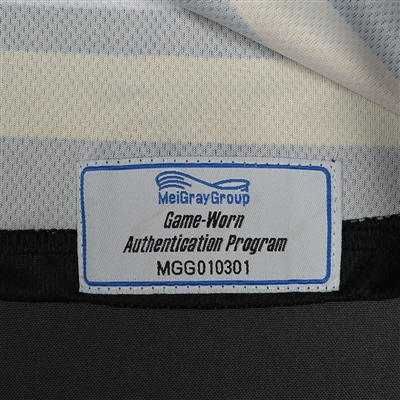 MeiGrayGroup
Game-Worn
Authentication Program
MGG010301